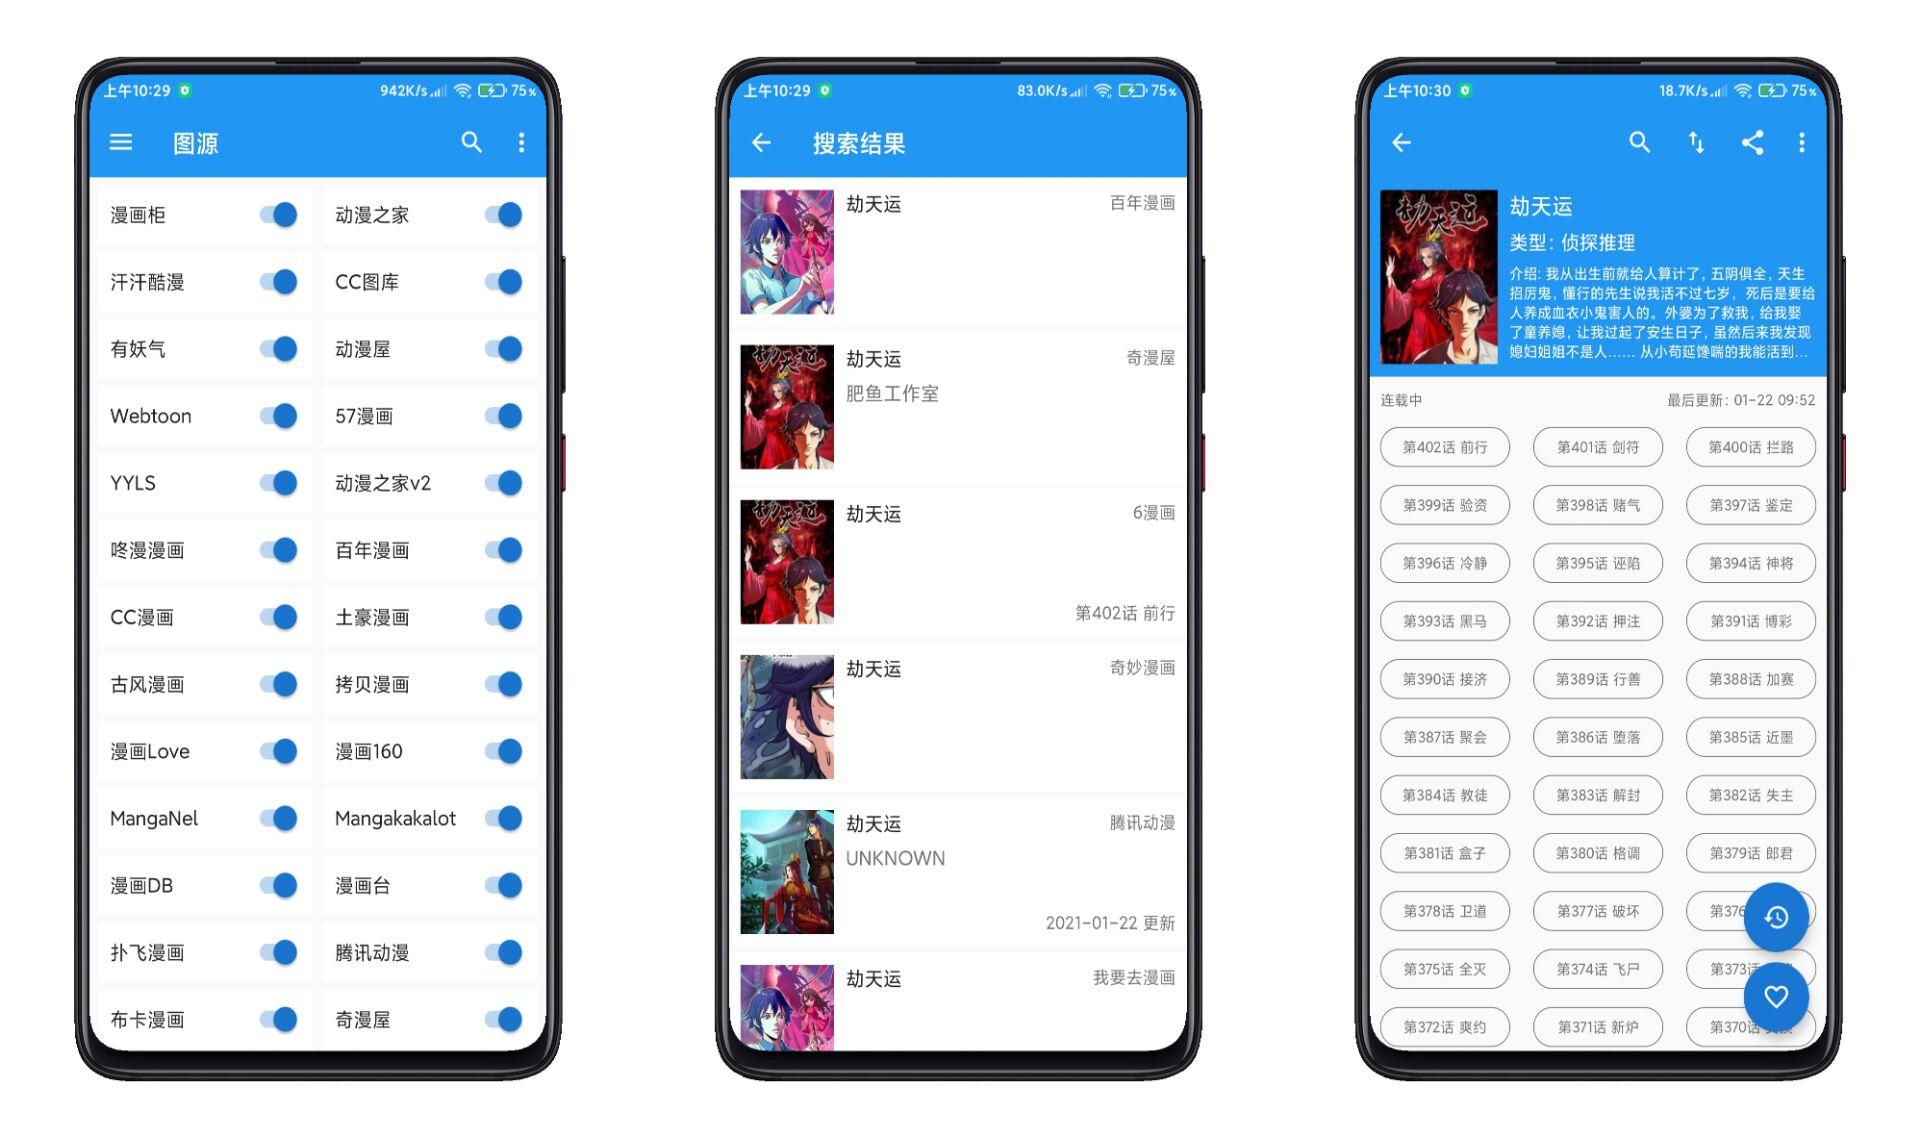 上午10:29
942K/s
75%
图源
漫画柜
动漫之家
汗汗酷漫
CC图库
有妖气
动漫屋
Webtoon
57漫画
YYLS
动漫之家v2
咚漫漫画
百年漫画
CC漫画
土豪漫画
古风漫画
拷贝漫画
漫画Love
漫画160
MangaNel
Mangakakalot
漫画DB
漫画台
扑飞漫画
腾讯动漫
布卡漫画
奇漫屋
上午10:29
83.0K/s
75%
搜索结果
劫天运
百年漫画
劫天运
劫天运
奇漫屋
肥鱼工作室
劫天运
劫天运
6漫画
第402话 前行
劫天运
奇妙漫画
劫天运
腾讯动漫
UNKNOWN
2021-01-22 更新
劫天运
我要去漫画
上午10:30
18.7K/s
75%
劫天运
劫天运
类型: 侦探推理
介绍: 我从出生前就给人算计了, 五阴俱全, 天生
招厉鬼, 懂行的先生说我活不过七岁, 死后是要给
人养成血衣小鬼害人的。外婆为了救我, 给我娶
了童养媳, 让我过起了安生日子, 虽然后来我发现
媳妇姐姐不是人…… 从小苟延馋喘的我能活到...
连载中
最后更新: 01-22 09:52
第402话 前行
第401话 剑符
第400话 拦路
第399话 验资
第398话 赌气
第397话 鉴定
第396话 冷静
第395话 诬陷
第394话 神将
第393话 黑马
第392话 押注
第391话 博彩
第390话 接济
第389话 行善
第388话 加赛
第387话 聚会
第386话 堕落
第385话 近墨
第384话 教徒
第383话 解封
第382话 失主
第381话 盒子
第380话 格调
第379话 郎君
第378话 卫道
第377话 破坏
第376
第375话 全灭
第374话 飞尸
第373话
第372话 爽约
第371话 新炉
第370话